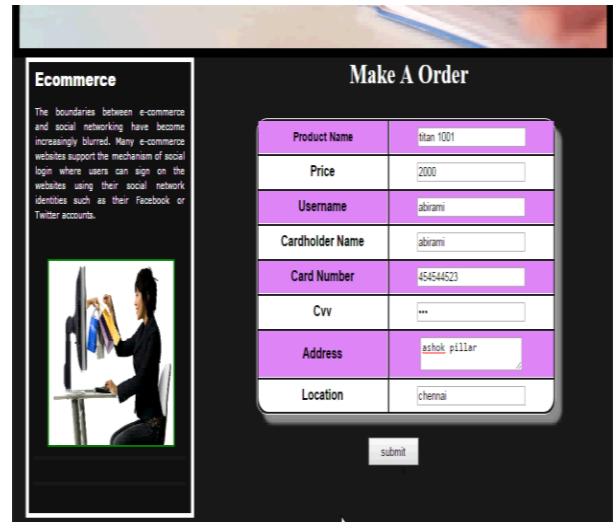 Ecommerce
The boundaries between e-commerce
and social networking have become
increasingly blurred. Many e-commerce
websites support the mechanism of social
login where users can sign on the
websites using their social network
identities such as their Facebook or
Twitter accounts.
Make A Order
Product Name titan 1001
Price 2000
Username abirami
Cardholder Name abirami
Card Number 454544523
Cvv •••
Address ashok pillar
Location chennai
submit